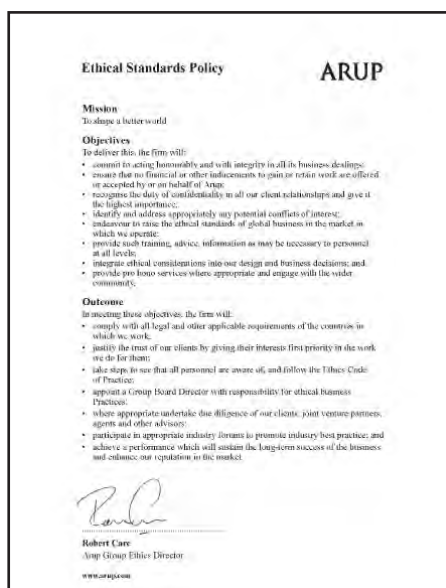 Ethical Standards Policy
ARUP
Mission
To shape a better world
Objectives
To deliver this, the firm will:
• commit to acting honourably and with integrity in all its business dealings;
• ensure that no financial or other inducements to gain or retain work are offered
or accepted by or on behalf of Arup;
• recognise the duty of confidentiality in all our client relationships and give it
the highest importance;
• identify and address appropriately any potential conflicts of interest;
• endeavour to raise the ethical standards of global business in the market in
which we operate;
• provide such training, advice, information as may be necessary to personnel
at all levels;
• integrate ethical considerations into our design and business decisions; and
• provide pro bono services where appropriate and engage with the wider
community.
Outcome
In meeting these objectives, the firm will:
• comply with all legal and other applicable requirements of the countries in
which we work;
• justify the trust of our clients by giving their interests first priority in the work
we do for them;
• take steps to see that all personnel are aware of, and follow the Ethics Code
of Practice;
• appoint a Group Board Director with responsibility for ethical business
Practices;
• where appropriate undertake due diligence of our clients, joint venture partners,
agents and other advisors;
• participate in appropriate industry forums to promote industry best practice; and
• achieve a performance which will sustain the long-term success of the business
and enhance our reputation in the market.
Robert Care
Arup Group Ethics Director
www.arup.com